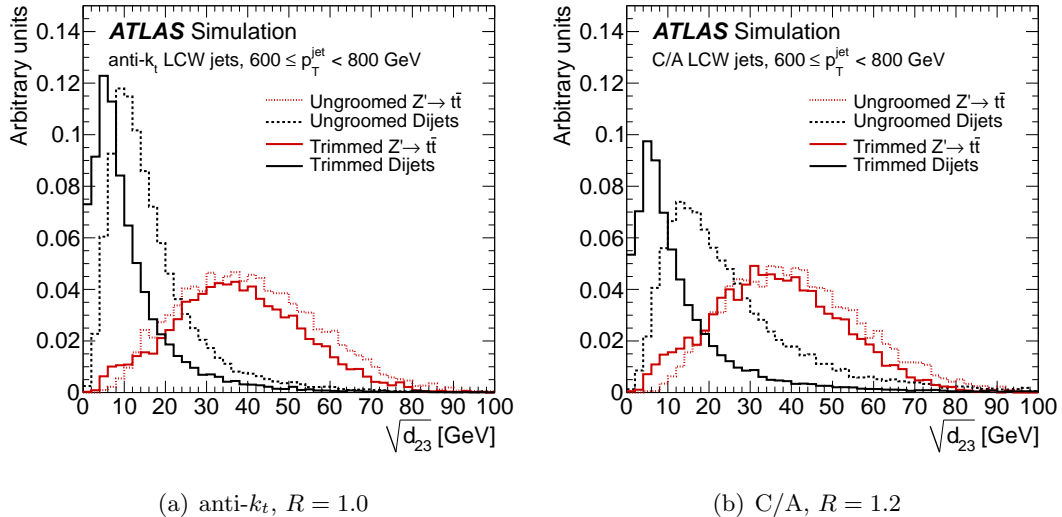 Arbitrary units
0.14
0.12
0.1
0.08
0.06
0.04
0.02
0
ATLAS Simulation
anti-k_t LCW jets, 600 ≤ p_T^jet < 800 GeV
Ungroomed Z'→ tt̄
Ungroomed Dijets
Trimmed Z'→ tt̄
Trimmed Dijets
0 10 20 30 40 50 60 70 80 90 100
√d_23 [GeV]
(a) anti-k_t, R = 1.0
Arbitrary units
0.14
0.12
0.1
0.08
0.06
0.04
0.02
0
ATLAS Simulation
C/A LCW jets, 600 ≤ p_T^jet < 800 GeV
Ungroomed Z'→ tt̄
Ungroomed Dijets
Trimmed Z'→ tt̄
Trimmed Dijets
0 10 20 30 40 50 60 70 80 90 100
√d_23 [GeV]
(b) C/A, R = 1.2